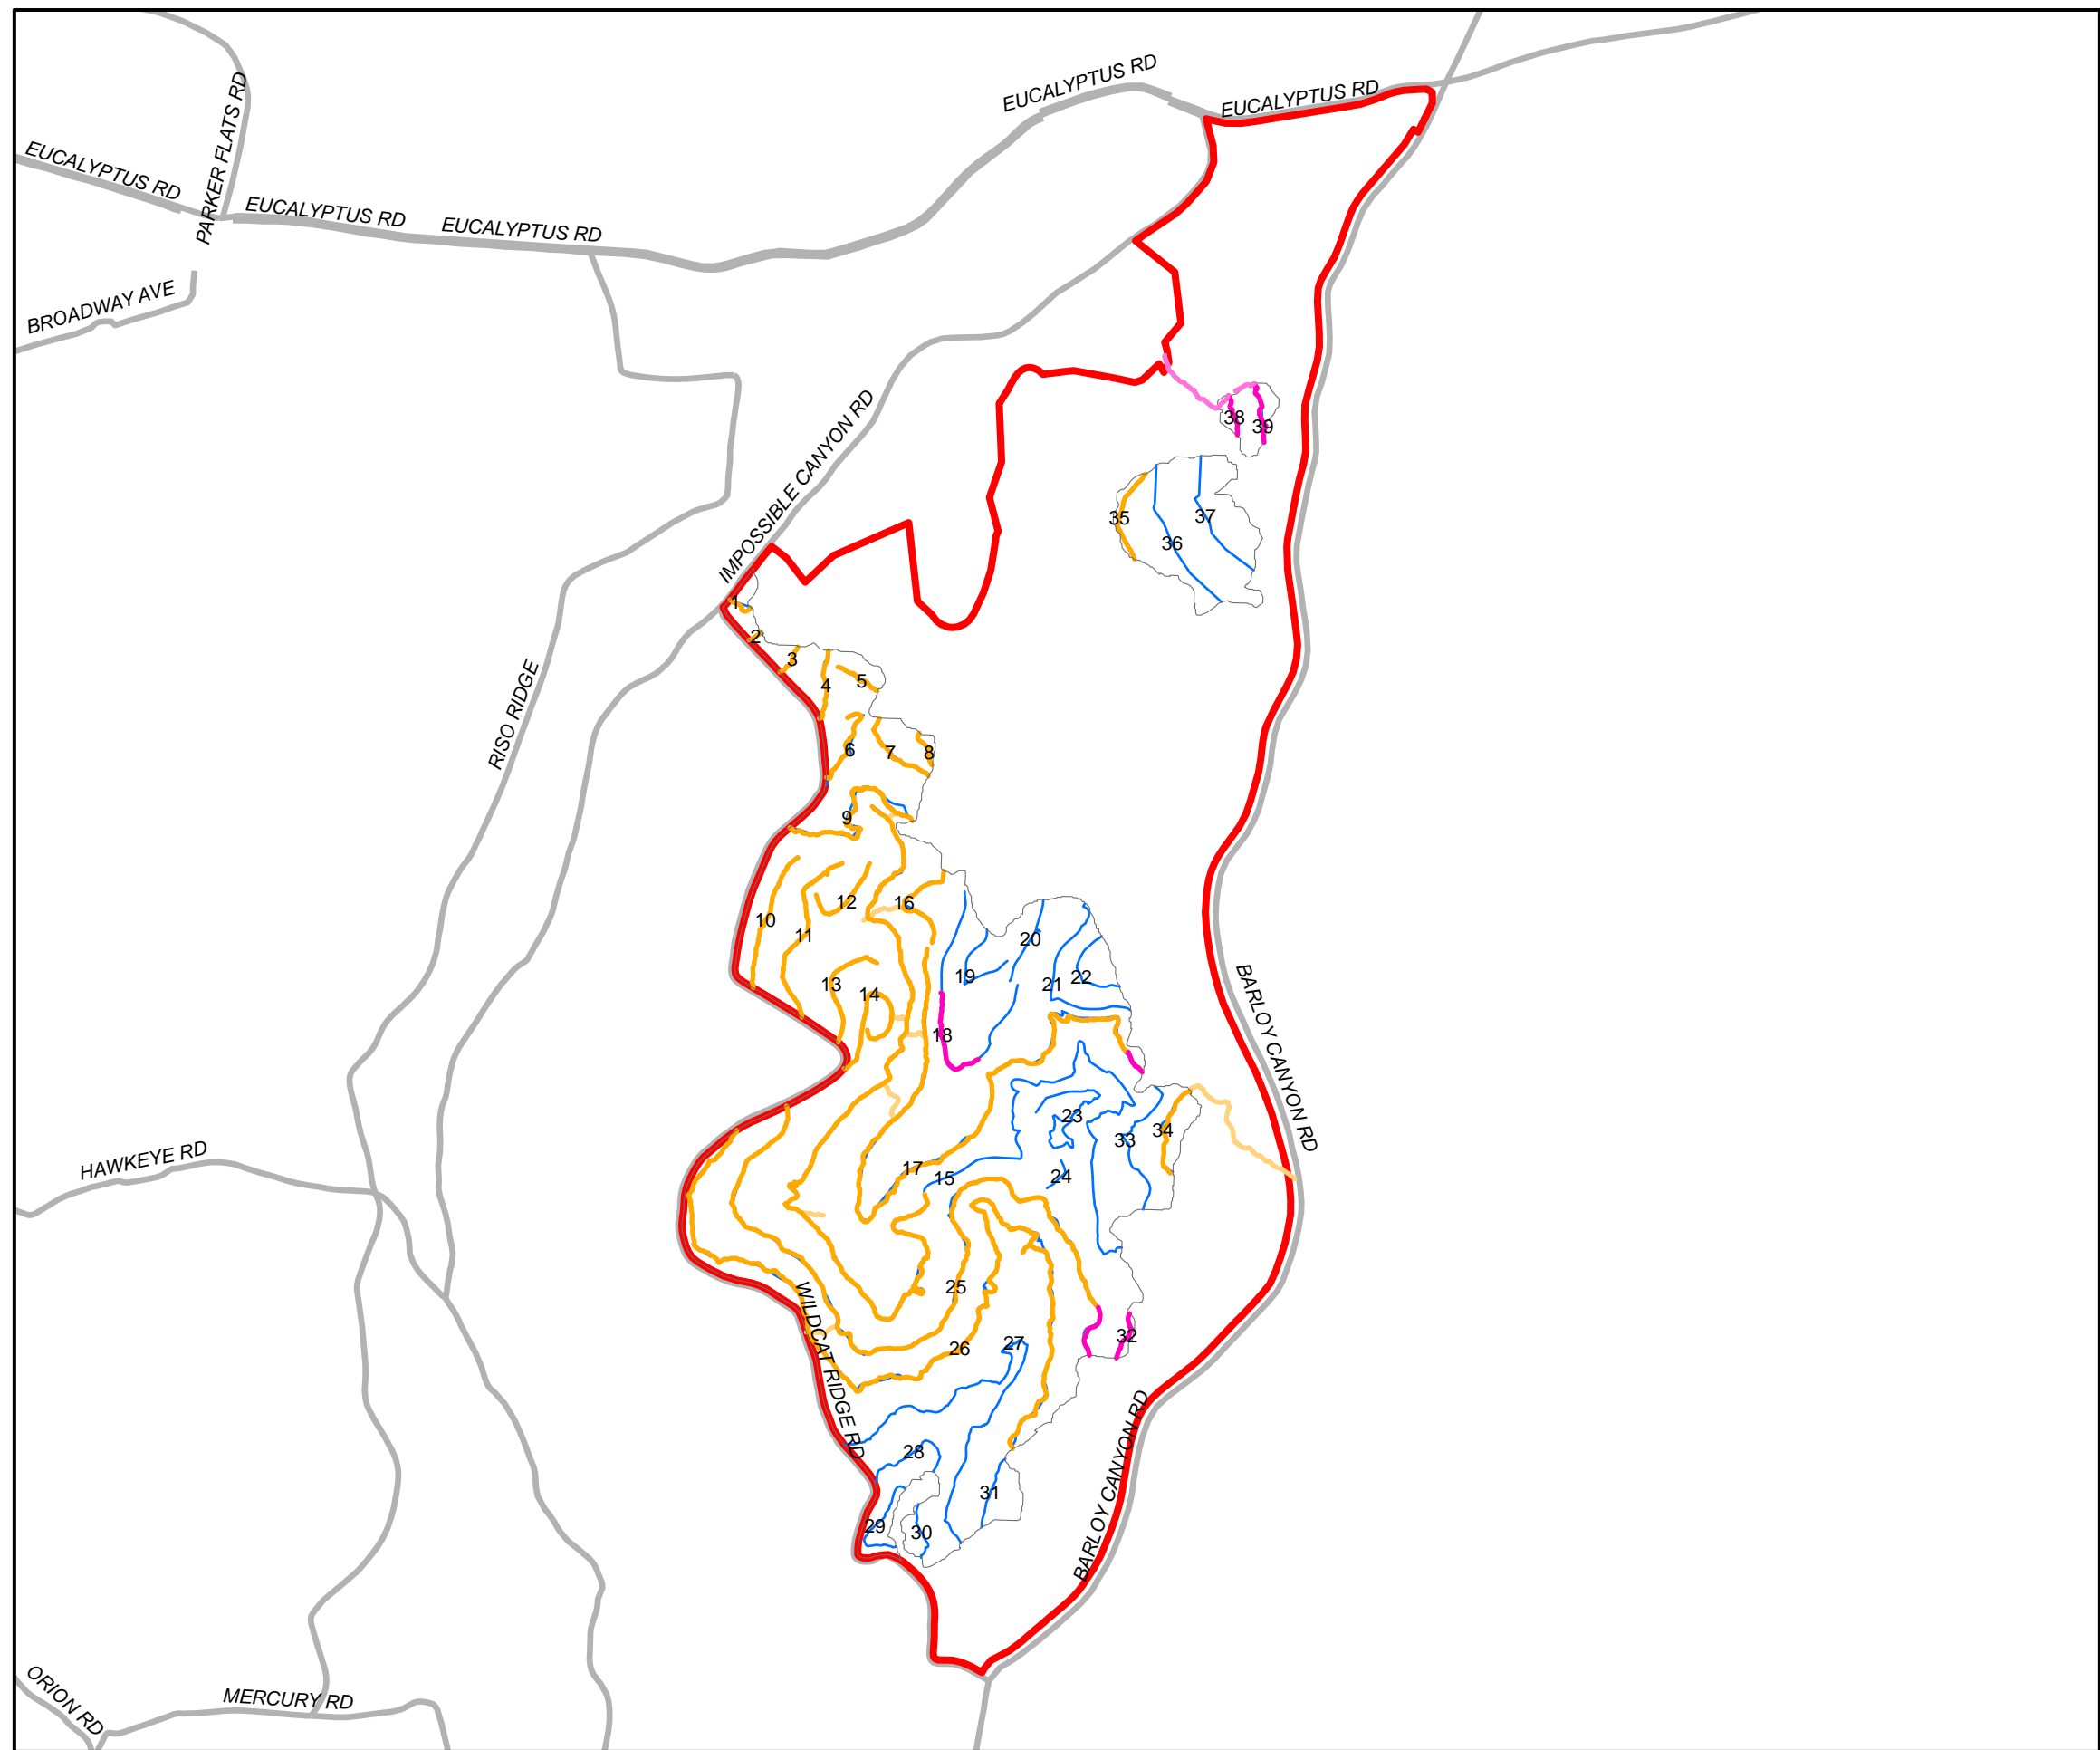 EUCALYPTUS RD
EUCALYPTUS RD
PARKER FLATS RD
EUCALYPTUS RD
EUCALYPTUS RD
EUCALYPTUS RD
BROADWAY AVE
IMPOSSIBLE CANYON RD
38
39
35
37
36
1
2
3
4
5
RISO RIDGE
6
7
8
9
12
16
10
11
20
19
22
21
13
14
18
BARLOY CANYON RD
23
34
33
HAWKEYE RD
17
15
24
25
WILDCAT RIDGE RD
32
27
26
28
BARLOY CANYON RD
31
29
30
ORION RD
MERCURY RD